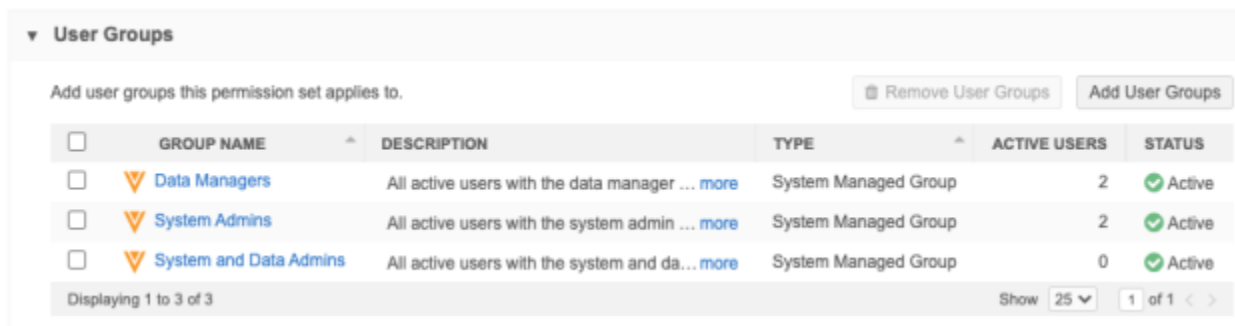 User Groups
Add user groups this permission set applies to. Remove User Groups Add User Groups
GROUP NAME DESCRIPTION TYPE ACTIVE USERS STATUS
Data Managers All active users with the data manager ... more System Managed Group 2 Active
System Admins All active users with the system admin ... more System Managed Group 2 Active
System and Data Admins All active users with the system and da... more System Managed Group 0 Active
Displaying 1 to 3 of 3 Show 25 1 of 1